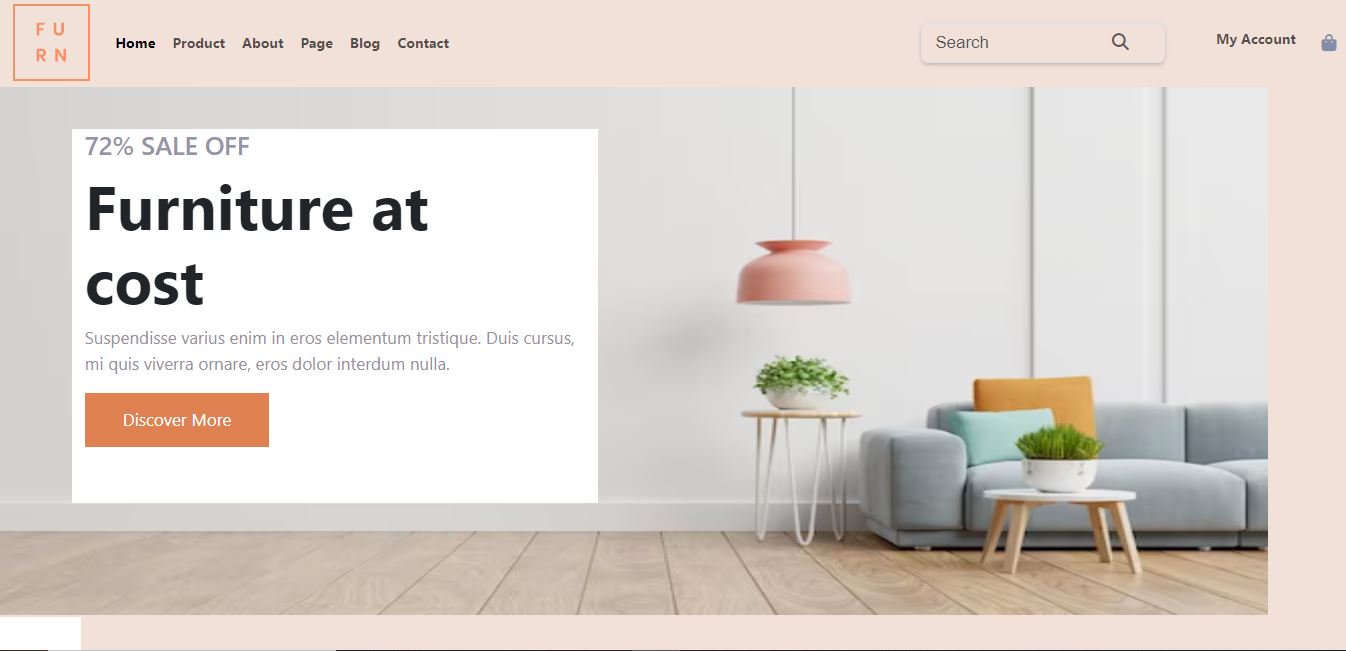 F U
R N
Home Product About Page Blog Contact
Search
My Account
72% SALE OFF
Furniture at
cost
Suspendisse varius enim in eros elementum tristique. Duis cursus,
mi quis viverra ornare, eros dolor interdum nulla.
Discover More